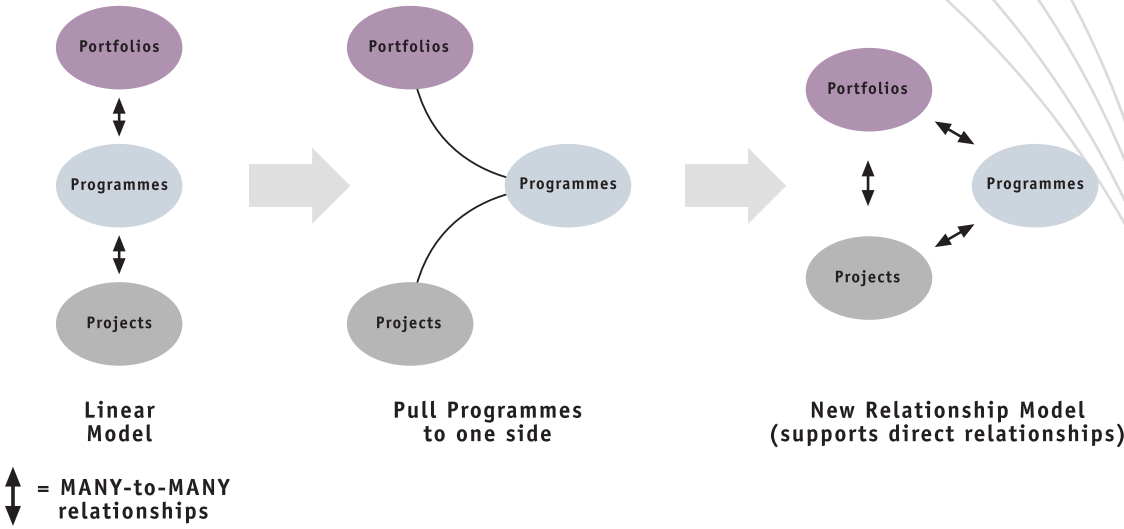 Portfolios
Programmes
Projects
Linear
Model
Portfolios
Programmes
Projects
Pull Programmes
to one side
Portfolios
Programmes
Projects
New Relationship Model
(supports direct relationships)
= MANY-to-MANY
relationships